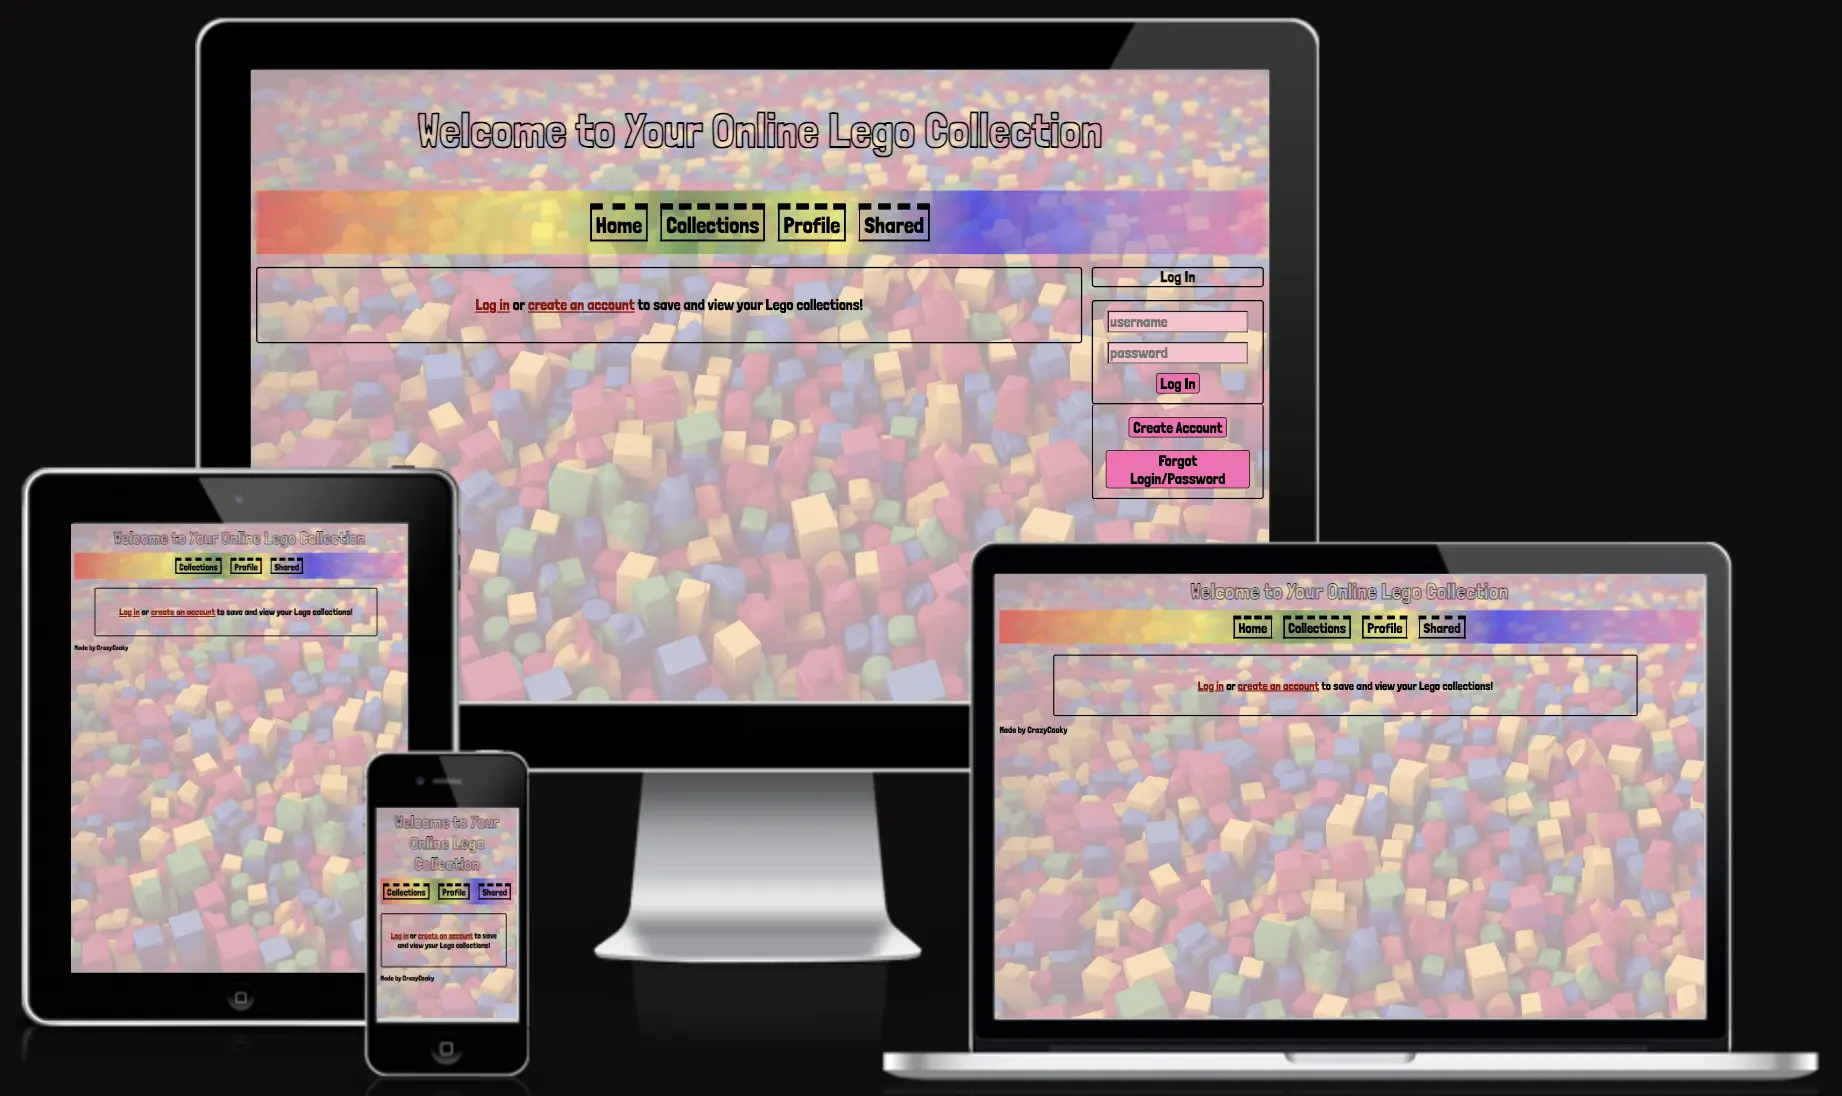 Welcome to Your Online Lego Collection
Home Collections Profile Shared
Log in or create an account to save and view your Lego collections!
Log In
username
password
Log In
Create Account
Forgot
Login/Password
Welcome to Your Online Lego Collection
Collections Profile Shared
Log in or create an account to save and view your Lego collections!
Made by CrazyCooky
Welcome to Your
Online Lego
Collection
Collections Profile Shared
Log in or create an account to save
and view your Lego collections!
Made by CrazyCooky
Welcome to Your Online Lego Collection
Home Collections Profile Shared
Log in or create an account to save and view your Lego collections!
Made by CrazyCooky